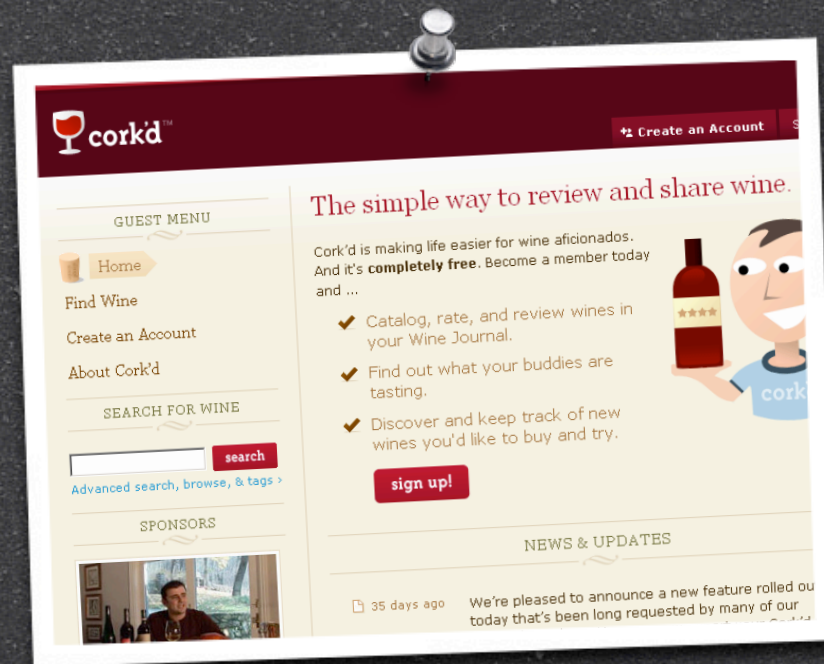 cork'd™
Create an Account
S
GUEST MENU
Home
Find Wine
Create an Account
About Cork'd
SEARCH FOR WINE
search
Advanced search, browse, & tags ›
SPONSORS
The simple way to review and share wine.
Cork'd is making life easier for wine aficionados.
And it's completely free. Become a member today
and ...
Catalog, rate, and review wines in
your Wine Journal.
Find out what your buddies are
tasting.
Discover and keep track of new
wines you'd like to buy and try.
sign up!
cork
NEWS & UPDATES
35 days ago
We're pleased to announce a new feature rolled ou
today that's been long requested by many of our